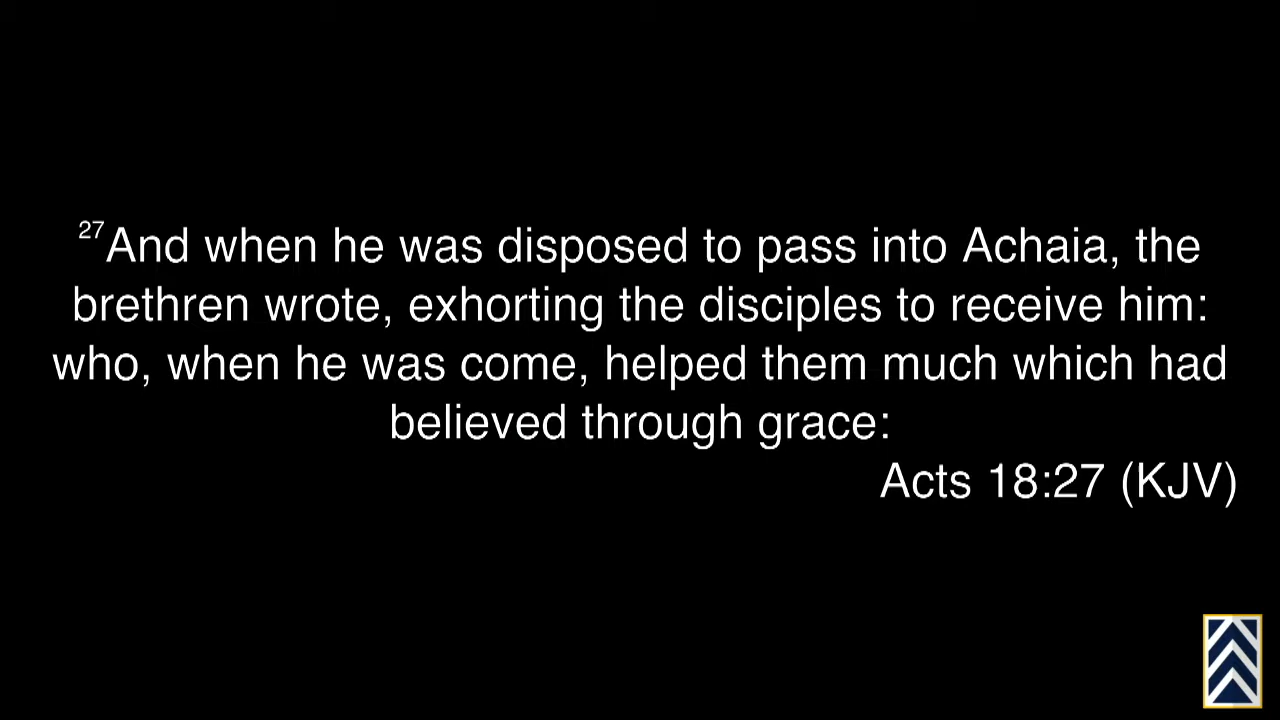 27And when he was disposed to pass into Achaia, the
brethren wrote, exhorting the disciples to receive him:
who, when he was come, helped them much which had
believed through grace:
Acts 18:27 (KJV)